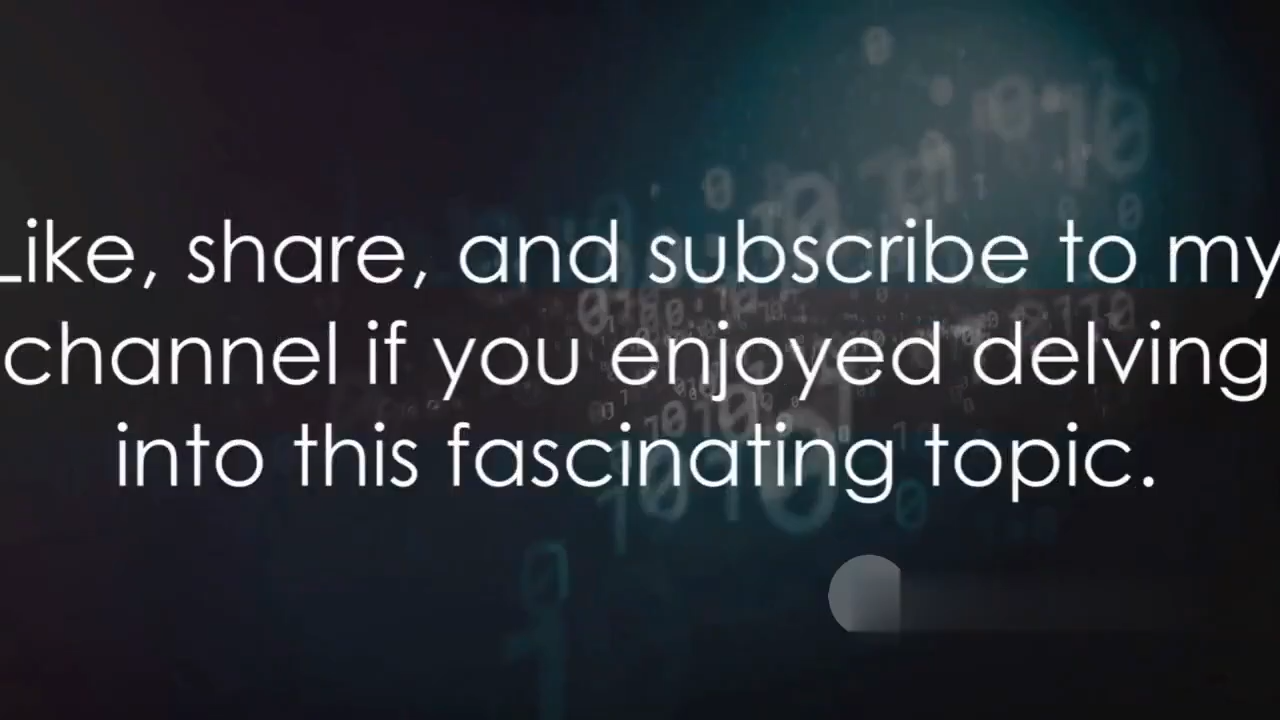 Like, share, and subscribe to my
channel if you enjoyed delving
into this fascinating topic.